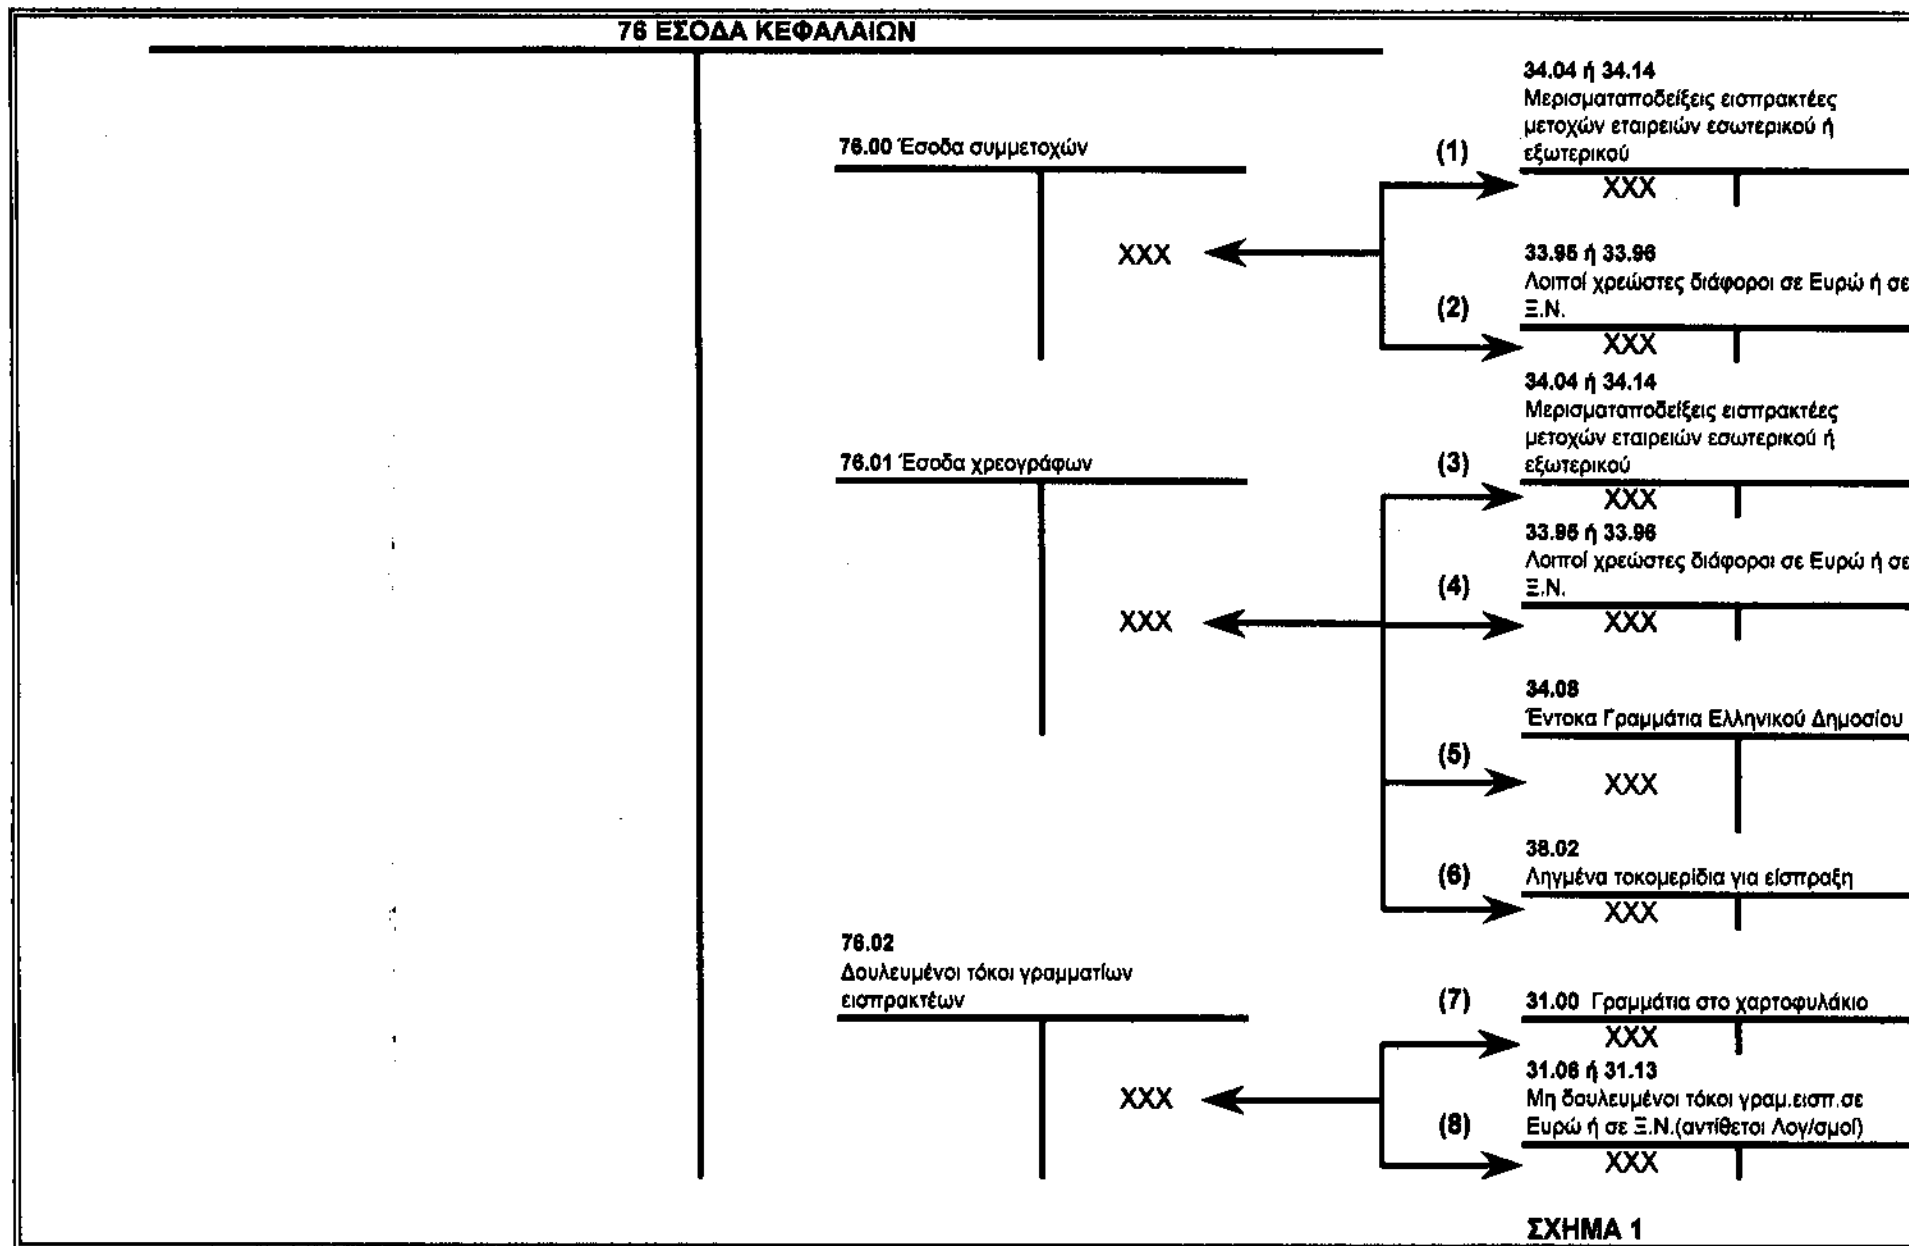 76 ΕΣΟΔΑ ΚΕΦΑΛΑΙΩΝ
76.00 Έσοδα συμμετοχών
XXX
(1)
34.04 ή 34.14
Μερισματαποδείξεις εισπρακτέες
μετοχών εταιρειών εσωτερικού ή
εξωτερικού
XXX
(2)
33.95 ή 33.96
Λοιποί χρεώστες διάφοροι σε Ευρώ ή σε
Ξ.Ν.
XXX
76.01 Έσοδα χρεογράφων
XXX
(3)
34.04 ή 34.14
Μερισματαποδείξεις εισπρακτέες
μετοχών εταιρειών εσωτερικού ή
εξωτερικού
XXX
(4)
33.95 ή 33.96
Λοιποί χρεώστες διάφοροι σε Ευρώ ή σε
Ξ.Ν.
XXX
(5)
34.08
Έντοκα Γραμμάτια Ελληνικού Δημοσίου
XXX
(6)
38.02
Ληγμένα τοκομερίδια για είσπραξη
XXX
76.02
Δουλευμένοι τόκοι γραμματίων
εισπρακτέων
XXX
(7)
31.00 Γραμμάτια στο χαρτοφυλάκιο
XXX
(8)
31.06 ή 31.13
Μη δουλευμένοι τόκοι γραμ.εισπ.σε
Ευρώ ή σε Ξ.Ν.(αντίθετοι Λογ/σμοί)
XXX
ΣΧΗΜΑ 1